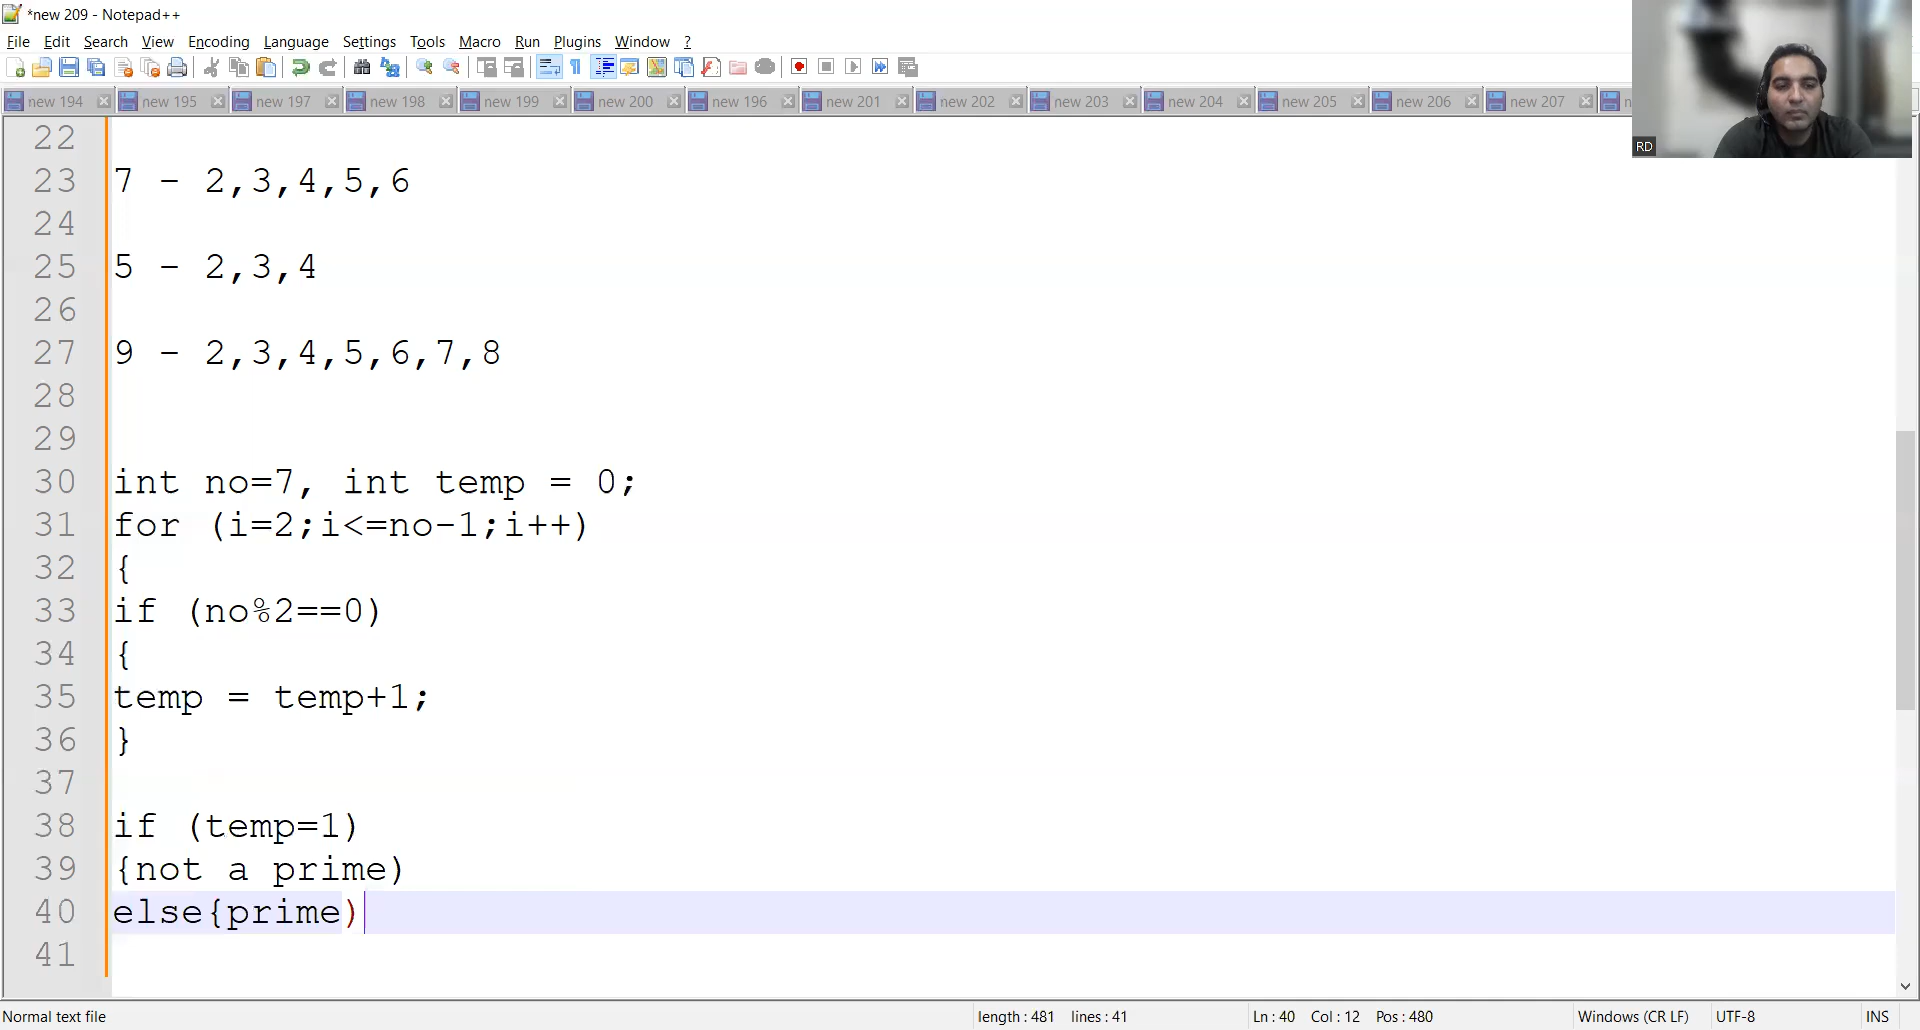 *new 209 - Notepad++
File Edit Search View Encoding Language Settings Tools Macro Run Plugins Window ?
new 194 new 195 new 197 new 198 new 199 new 200 new 196 new 201 new 202 new 203 new 204 new 205 new 206 new 207 n
RD
22
23 7 - 2,3,4,5,6
24
25 5 - 2,3,4
26
27 9 - 2,3,4,5,6,7,8
28
29
30 int no=7, int temp = 0;
31 for (i=2;i<=no-1;i++)
32 {
33 if (no%2==0)
34 {
35 temp = temp+1;
36 }
37
38 if (temp=1)
39 {not a prime)
40 else{prime)
41
Normal text file length : 481 lines : 41 Ln : 40 Col : 12 Pos : 480 Windows (CR LF) UTF-8 INS